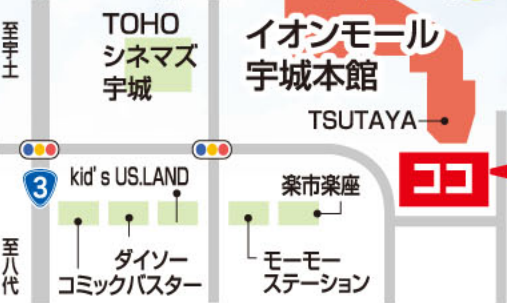 至宇土
TOHO
シネマズ
宇城
イオンモール
宇城本館
TSUTAYA
ココ
3
kid's US.LAND
楽市楽座
至八代
ダイソー
コミックバスター
モーモー
ステーション